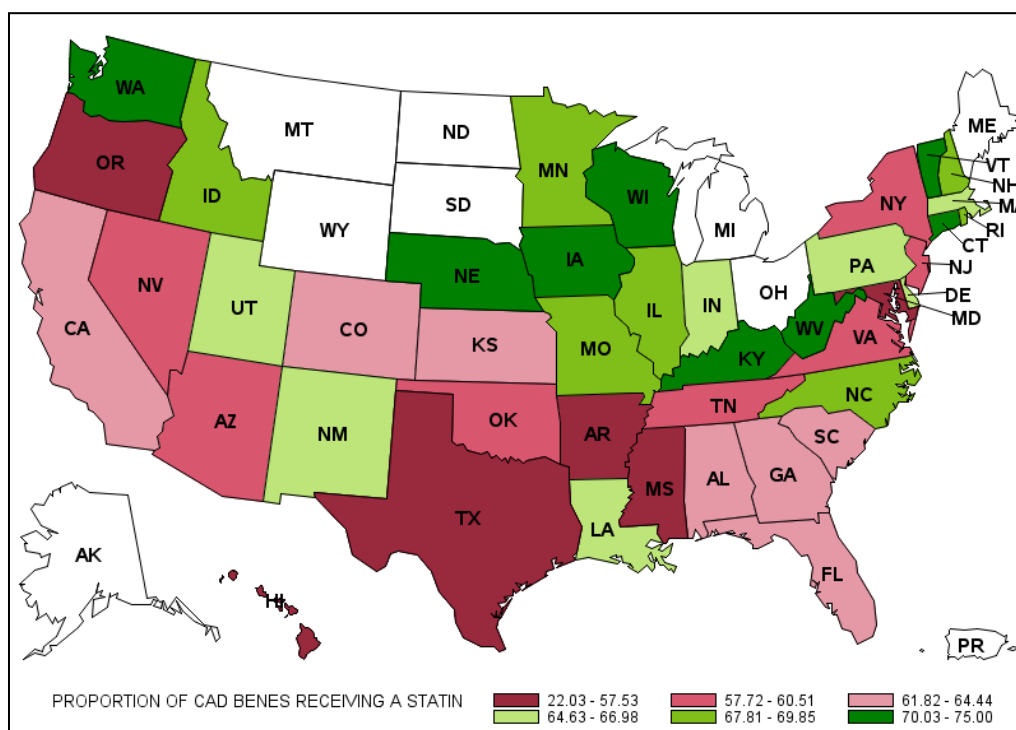 WA
MT
ND
ME
OR
ID
MN
VT
NH
MA
SD
WI
NY
RI
WY
MI
CT
NE
IA
PA
NJ
NV
UT
IL
IN
OH
DE
CA
CO
KS
MO
WV
MD
KY
VA
AZ
NM
OK
TN
NC
AR
SC
TX
MS
AL
GA
LA
AK
HI
FL
PR
PROPORTION OF CAD BENES RECEIVING A STATIN
22.03 - 57.53 57.72 - 60.51 61.82 - 64.44
64.63 - 66.98 67.81 - 69.85 70.03 - 75.00